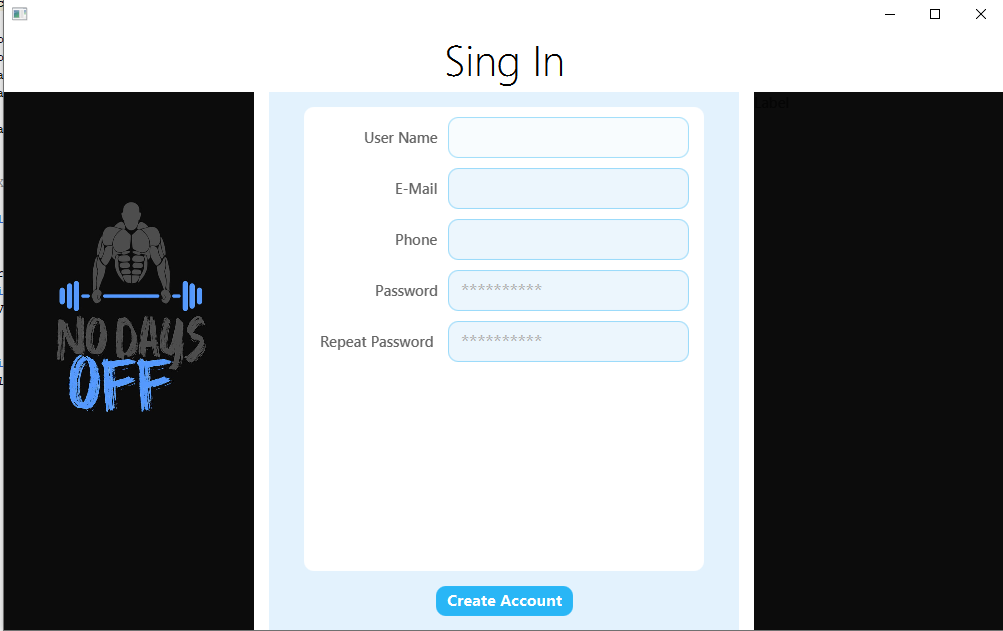 Sing In
User Name
E-Mail
Phone
Password
**********
Repeat Password
**********
Create Account
NO DAYS
OFF
Label